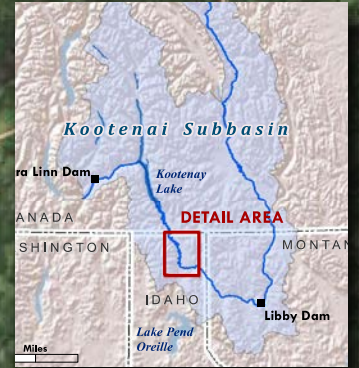 Kootenai Subbasin
ra Linn Dam
Kootenay
Lake
DETAIL AREA
ANADA
SHINGTON
MONTAN
IDAHO
Libby Dam
Lake Pend
Oreille
Miles